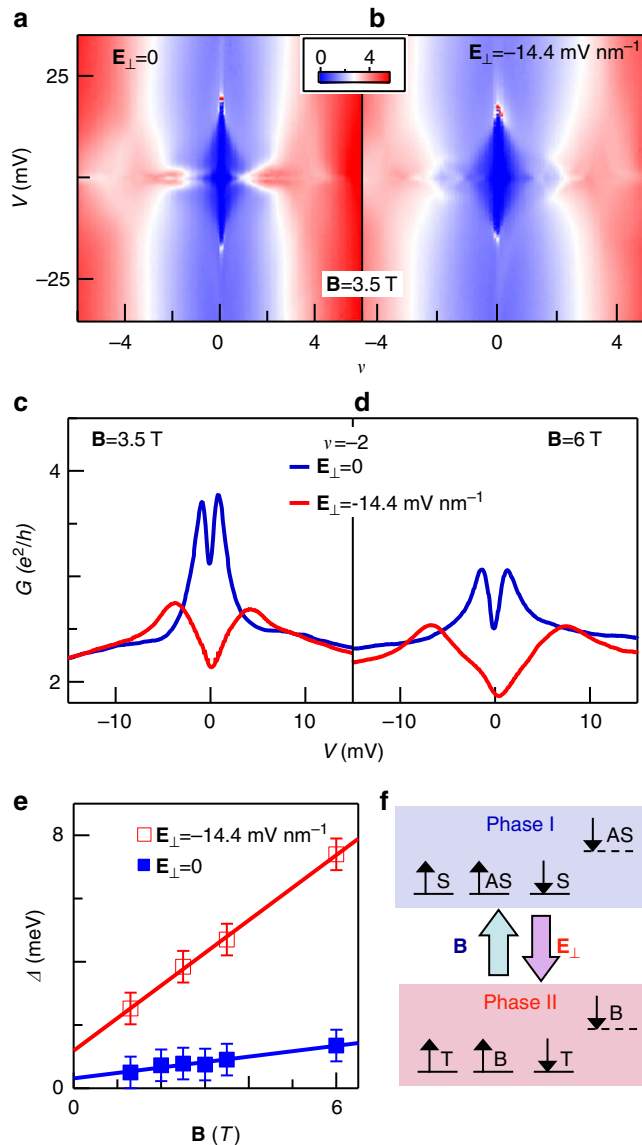 a
b
E⊥=0
0 4
E⊥=–14.4 mV nm⁻¹
25
V (mV)
–25
B=3.5 T
–4 0 4 –4 0 4
ν
c
d
B=3.5 T
ν=–2
B=6 T
E⊥=0
E⊥=-14.4 mV nm⁻¹
4
G (e²/h)
2
–10 0 10 –10 0 10
V (mV)
e
f
8
E⊥=–14.4 mV nm⁻¹
E⊥=0
Δ (meV)
0
0 6
B (T)
Phase I
AS
S AS S
B E⊥
Phase II
B
T B T